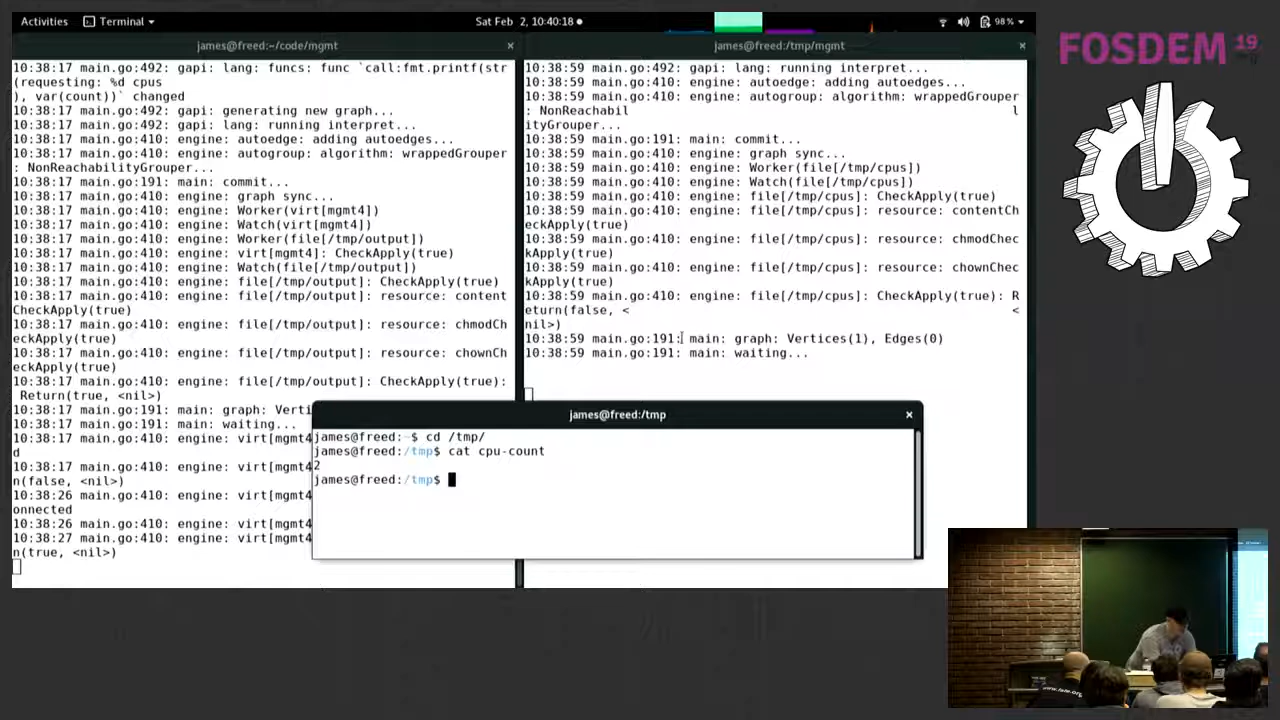 Activities
Terminal
Sat Feb 2, 10:40:18
98 %
james@freed:~/code/mgmt
10:38:17 main.go:492: gapi: lang: funcs: func `call:fmt.printf(str
(requesting: %d cpus
), var(count))` changed
10:38:17 main.go:492: gapi: generating new graph...
10:38:17 main.go:492: gapi: lang: running interpret...
10:38:17 main.go:410: engine: autoedge: adding autoedges...
10:38:17 main.go:410: engine: autogroup: algorithm: wrappedGrouper
: NonReachabilityGrouper...
10:38:17 main.go:191: main: commit...
10:38:17 main.go:410: engine: graph sync...
10:38:17 main.go:410: engine: Worker(virt[mgmt4])
10:38:17 main.go:410: engine: Watch(virt[mgmt4])
10:38:17 main.go:410: engine: Worker(file[/tmp/output])
10:38:17 main.go:410: engine: virt[mgmt4]: CheckApply(true)
10:38:17 main.go:410: engine: Watch(file[/tmp/output])
10:38:17 main.go:410: engine: file[/tmp/output]: CheckApply(true)
10:38:17 main.go:410: engine: file[/tmp/output]: resource: content
CheckApply(true)
10:38:17 main.go:410: engine: file[/tmp/output]: resource: chmodCh
eckApply(true)
10:38:17 main.go:410: engine: file[/tmp/output]: resource: chownCh
eckApply(true)
10:38:17 main.go:410: engine: file[/tmp/output]: CheckApply(true):
Return(true, <nil>)
10:38:17 main.go:191: main: graph: Verti
10:38:17 main.go:191: main: waiting...
10:38:26 main.go:410: engine: virt[mgmt4
d
10:38:26 main.go:410: engine: virt[mgmt4
n(false, <nil>)
10:38:26 main.go:410: engine: virt[mgmt4
onnected
10:38:26 main.go:410: engine: virt[mgmt4
10:38:27 main.go:410: engine: virt[mgmt4
n(true, <nil>)
james@freed:/tmp/mgmt
10:38:59 main.go:492: gapi: lang: running interpret...
10:38:59 main.go:410: engine: autoedge: adding autoedges...
10:38:59 main.go:410: engine: autogroup: algorithm: wrappedGrouper
: NonReachabil l
ityGrouper...
10:38:59 main.go:191: main: commit...
10:38:59 main.go:410: engine: graph sync...
10:38:59 main.go:410: engine: Worker(file[/tmp/cpus])
10:38:59 main.go:410: engine: Watch(file[/tmp/cpus])
10:38:59 main.go:410: engine: file[/tmp/cpus]: CheckApply(true)
10:38:59 main.go:410: engine: file[/tmp/cpus]: resource: contentCh
eckApply(true)
10:38:59 main.go:410: engine: file[/tmp/cpus]: resource: chmodChec
kApply(true)
10:38:59 main.go:410: engine: file[/tmp/cpus]: resource: chownChec
kApply(true)
10:38:59 main.go:410: engine: file[/tmp/cpus]: CheckApply(true): R
eturn(false, < <
nil>)
10:38:59 main.go:191: main: graph: Vertices(1), Edges(0)
10:38:59 main.go:191: main: waiting...
james@freed:/tmp
james@freed:~$ cd /tmp/
james@freed:/tmp$ cat cpu-count
2
james@freed:/tmp$
FOSDEM 19